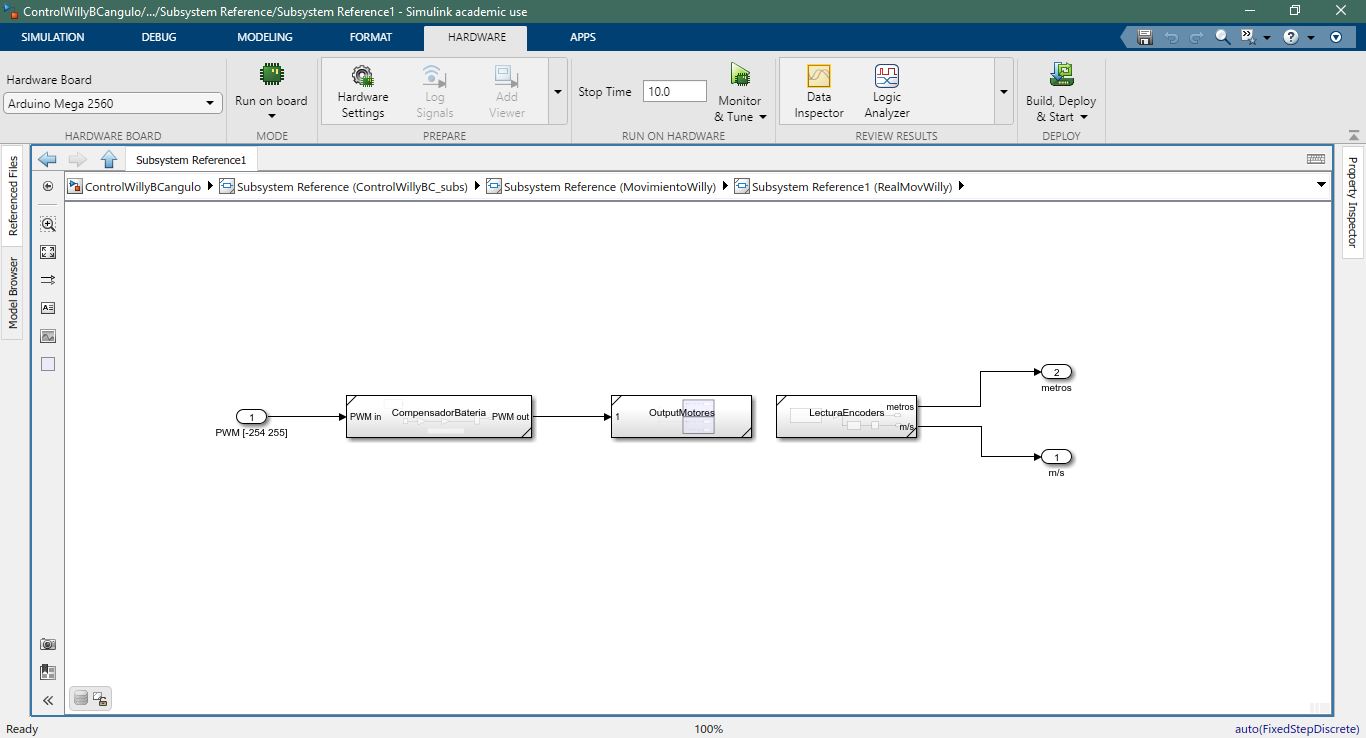 ControlWillyBCangulo/.../Subsystem Reference/Subsystem Reference1 - Simulink academic use
SIMULATION DEBUG MODELING FORMAT HARDWARE APPS
Hardware Board
Arduino Mega 2560
HARDWARE BOARD
Run on board
MODE
Hardware
Settings
Log
Signals
Add
Viewer
PREPARE
Stop Time 10.0
Monitor
& Tune
RUN ON HARDWARE
Data
Inspector
Logic
Analyzer
REVIEW RESULTS
Build, Deploy
& Start
DEPLOY
Referenced Files
Model Browser
Property Inspector
Subsystem Reference1
ControlWillyBCangulo Subsystem Reference (ControlWillyBC_subs) Subsystem Reference (MovimientoWilly) Subsystem Reference1 (RealMovWilly)
1
PWM [-254 255]
PWM in CompensadorBateria PWM out
1 OutputMotores
LecturaEncoders
metros
m/s
2
metros
1
m/s
Ready 100% auto(FixedStepDiscrete)